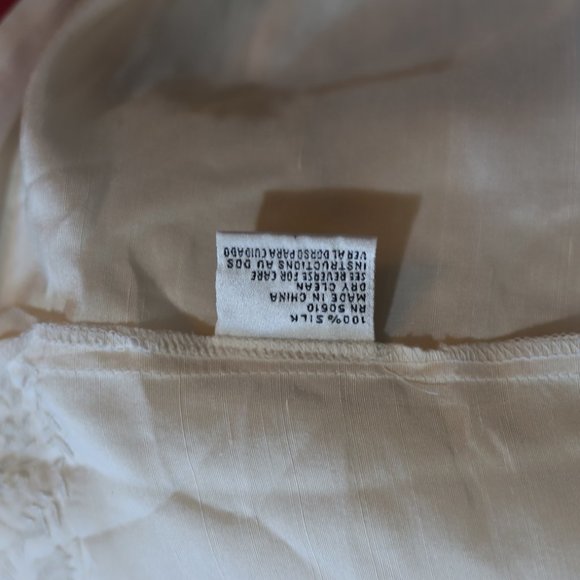 100% SILK
RN 50610
MADE IN CHINA
DRY CLEAN
SEE REVERSE FOR CARE
INSTRUCTIONS AU DOS
VER AL DORSO PARA CUIDADO